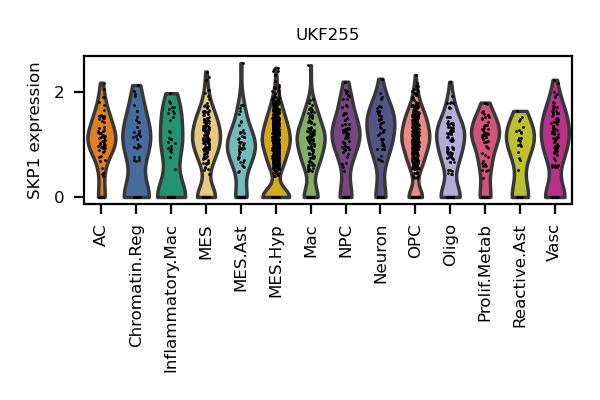 UKF255
SKP1 expression
2
0
AC
Chromatin.Reg
Inflammatory.Mac
MES
MES.Ast
MES.Hyp
Mac
NPC
Neuron
OPC
Oligo
Prolif.Metab
Reactive.Ast
Vasc